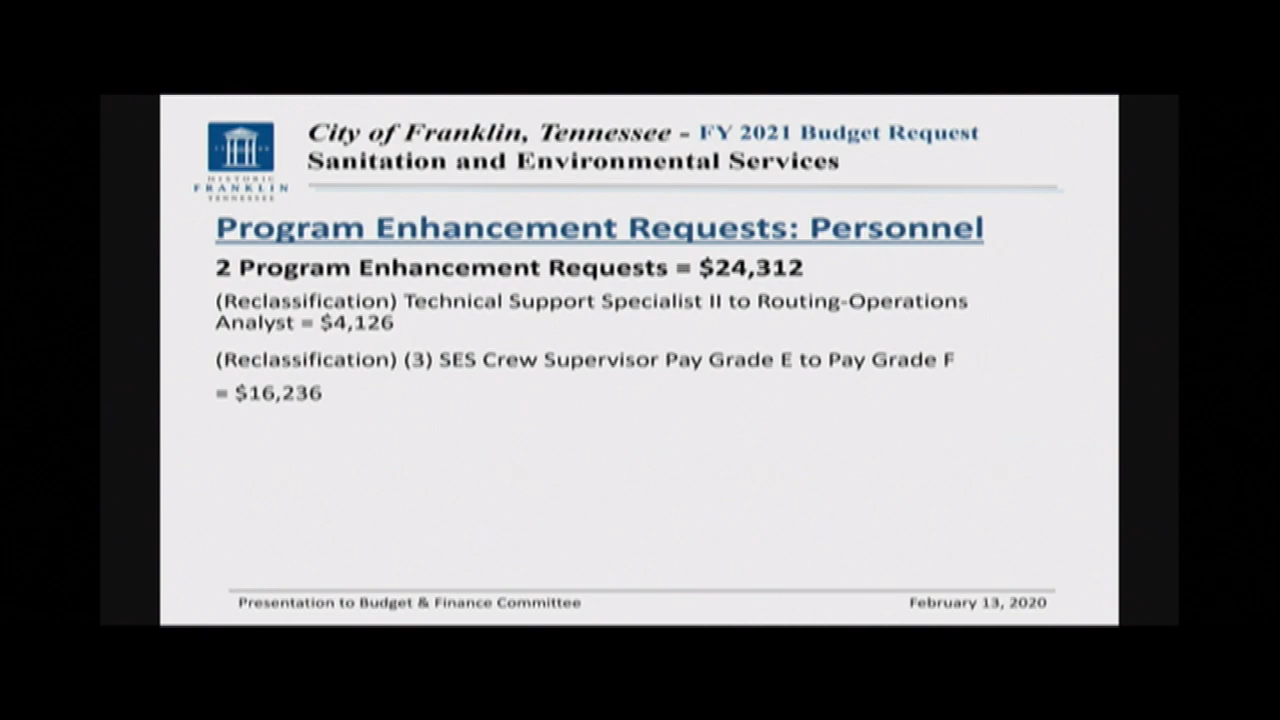 City of Franklin, Tennessee - FY 2021 Budget Request
Sanitation and Environmental Services
HISTORIC
FRANKLIN
TENNESSEE
Program Enhancement Requests: Personnel
2 Program Enhancement Requests = $24,312
(Reclassification) Technical Support Specialist II to Routing-Operations
Analyst = $4,126
(Reclassification) (3) SES Crew Supervisor Pay Grade E to Pay Grade F
= $16,236
Presentation to Budget & Finance Committee
February 13, 2020